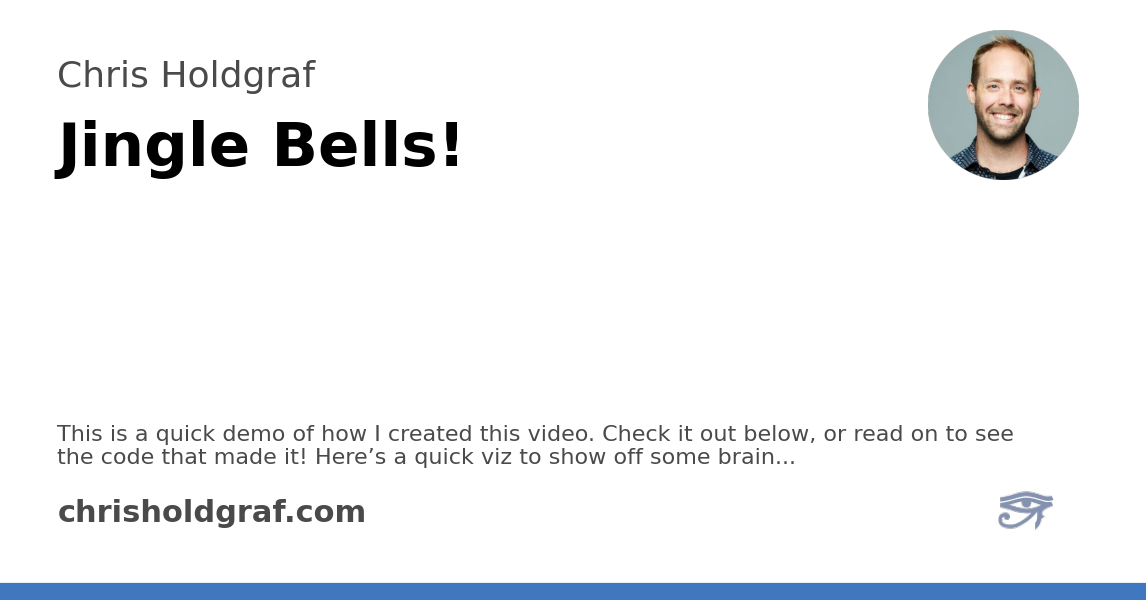 Chris Holdgraf
Jingle Bells!
This is a quick demo of how I created this video. Check it out below, or read on to see
the code that made it! Here’s a quick viz to show off some brain...
chrisholdgraf.com